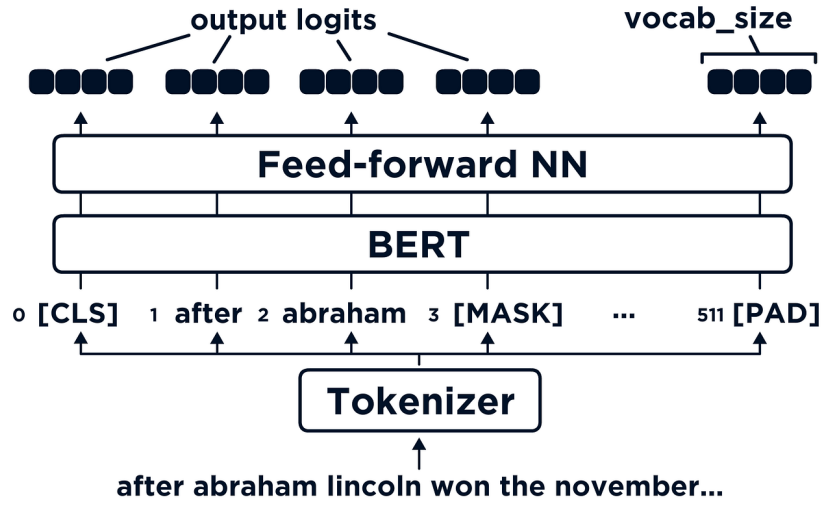 output logits
vocab_size
Feed-forward NN
BERT
0 [CLS] 1 after 2 abraham 3 [MASK] ... 511 [PAD]
Tokenizer
after abraham lincoln won the november...